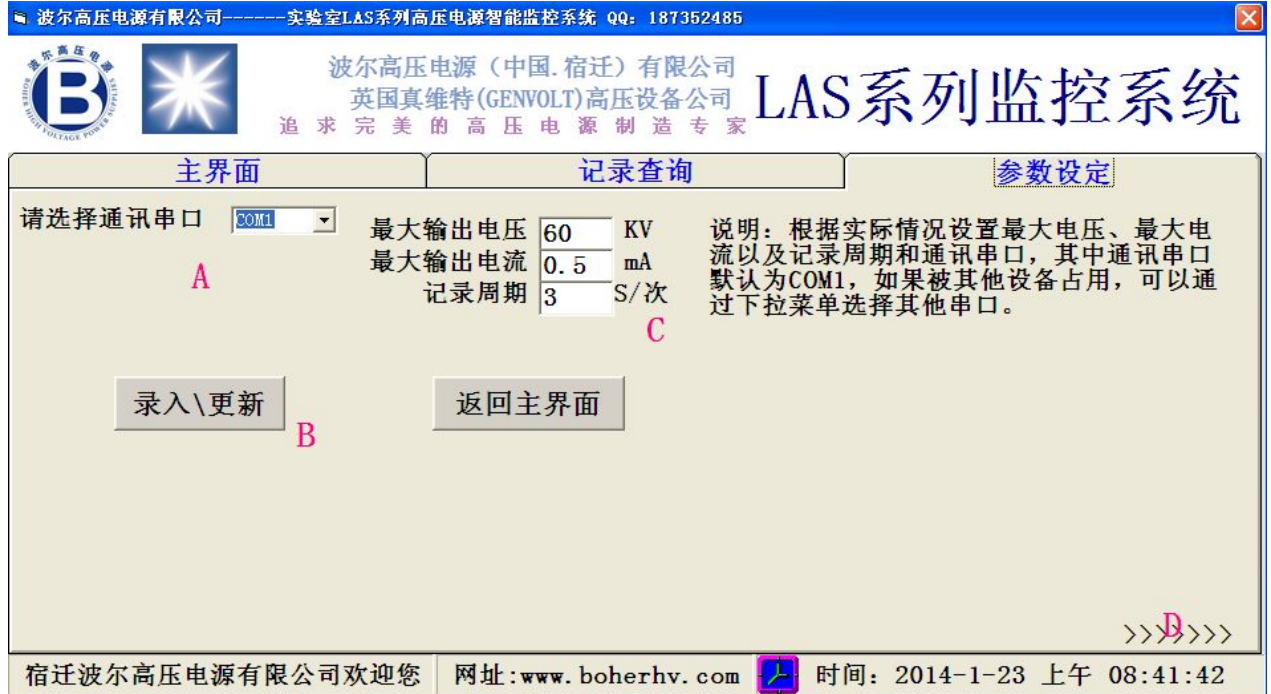 波尔高压电源有限公司------实验室LAS系列高压电源智能监控系统 QQ: 187352485
波尔高压电源
B
BOHER HIGH VOLTAGE POWER SUPPLIES
波尔高压电源（中国.宿迁）有限公司
英国真维特(GENVOLT)高压设备公司
追求完美的高压电源制造专家
LAS系列监控系统
主界面
记录查询
参数设定
请选择通讯串口 COM1
A
最大输出电压 60 KV
最大输出电流 0.5 mA
记录周期 3 S/次
C
说明：根据实际情况设置最大电压、最大电
流以及记录周期和通讯串口，其中通讯串口
默认为COM1，如果被其他设备占用，可以通
过下拉菜单选择其他串口。
录入\更新
B
返回主界面
D
>>>>>>>
宿迁波尔高压电源有限公司欢迎您
网址:www.boherhv.com
时间：2014-1-23 上午 08:41:42